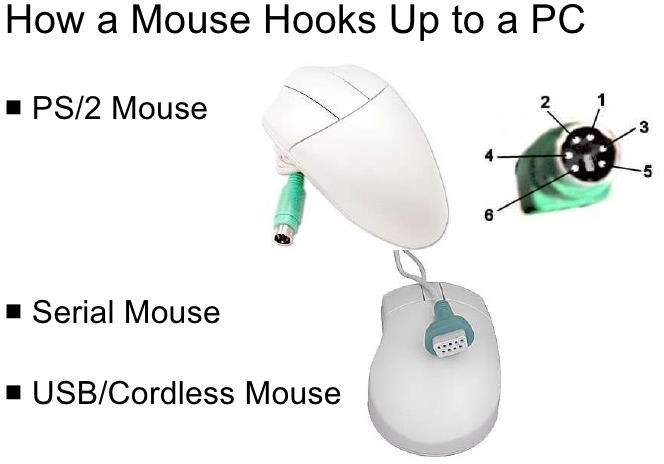 How a Mouse Hooks Up to a PC
PS/2 Mouse
2 1
3
4
5
6
Serial Mouse
USB/Cordless Mouse